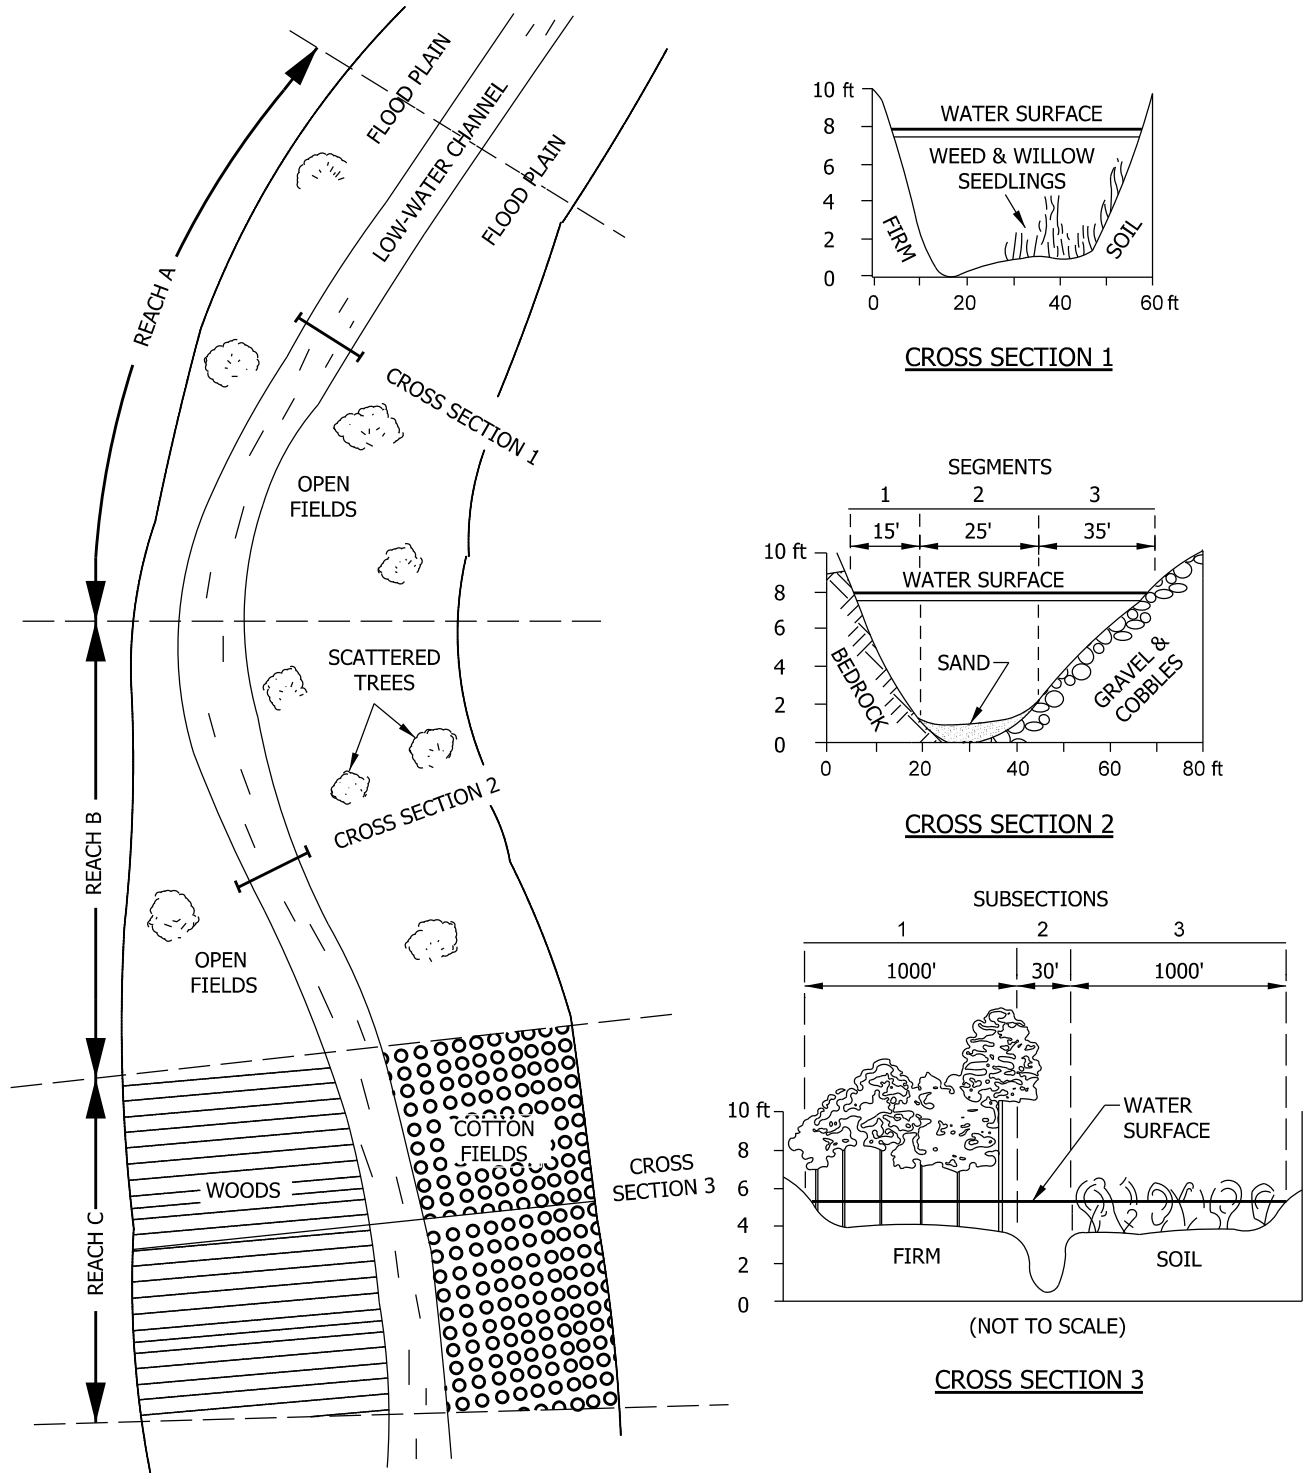 FLOOD PLAIN
LOW-WATER CHANNEL
FLOOD PLAIN
REACH A
CROSS SECTION 1
OPEN
FIELDS
SCATTERED
TREES
CROSS SECTION 2
REACH B
OPEN
FIELDS
COTTON
FIELDS
WOODS
CROSS
SECTION 3
REACH C
10 ft
8
6
4
2
0
WATER SURFACE
WEED & WILLOW
SEEDLINGS
FIRM
SOIL
0 20 40 60 ft
CROSS SECTION 1
SEGMENTS
1 2 3
15' 25' 35'
10 ft
8
6
4
2
0
WATER SURFACE
SAND
BEDROCK
GRAVEL &
COBBLES
0 20 40 60 80 ft
CROSS SECTION 2
SUBSECTIONS
1 2 3
1000' 30' 1000'
10 ft
8
6
4
2
0
WATER
SURFACE
FIRM SOIL
(NOT TO SCALE)
CROSS SECTION 3